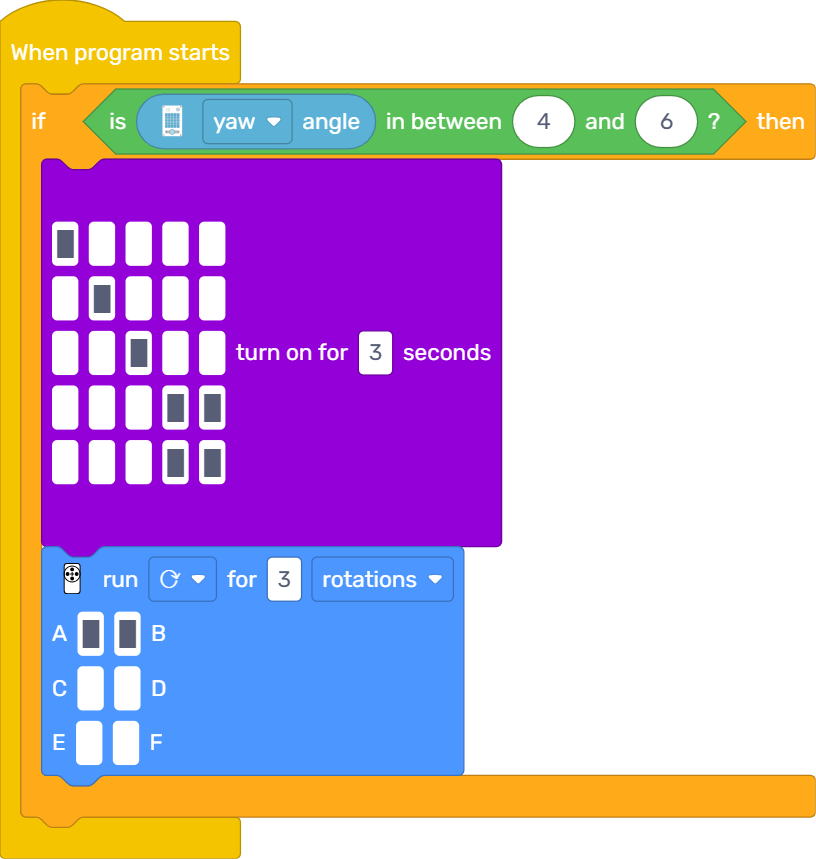 When program starts
if is yaw angle in between 4 and 6 ? then
turn on for 3 seconds
run for 3 rotations
A B
C D
E F